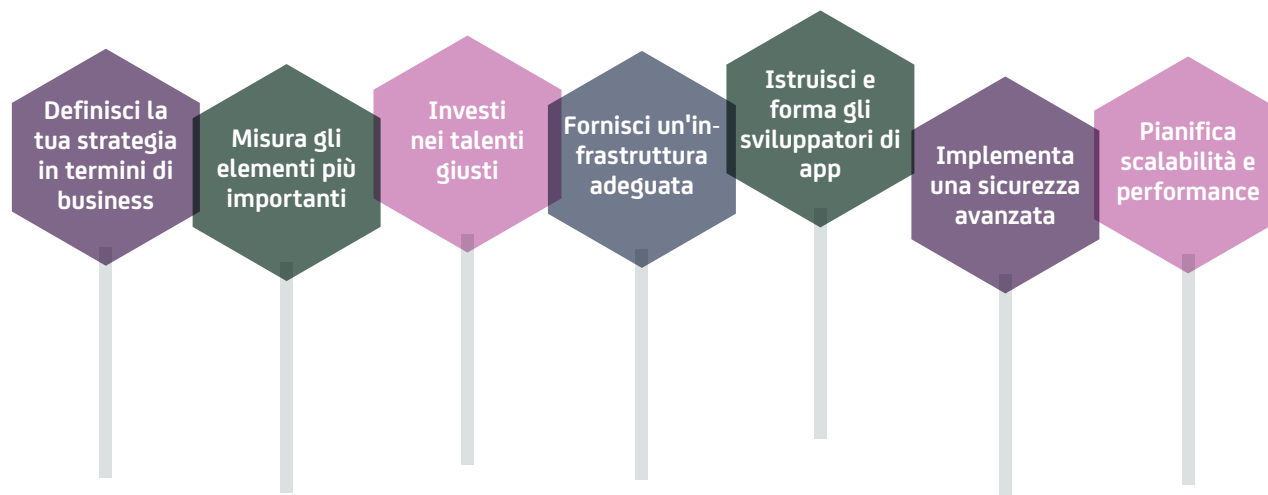 Definisci la
tua strategia
in termini di
business
Misura gli
elementi più
importanti
Investi
nei talenti
giusti
Fornisci un'in-
frastruttura
adeguata
Istruisci e
forma gli
sviluppatori di
app
Implementa
una sicurezza
avanzata
Pianifica
scalabilità e
performance